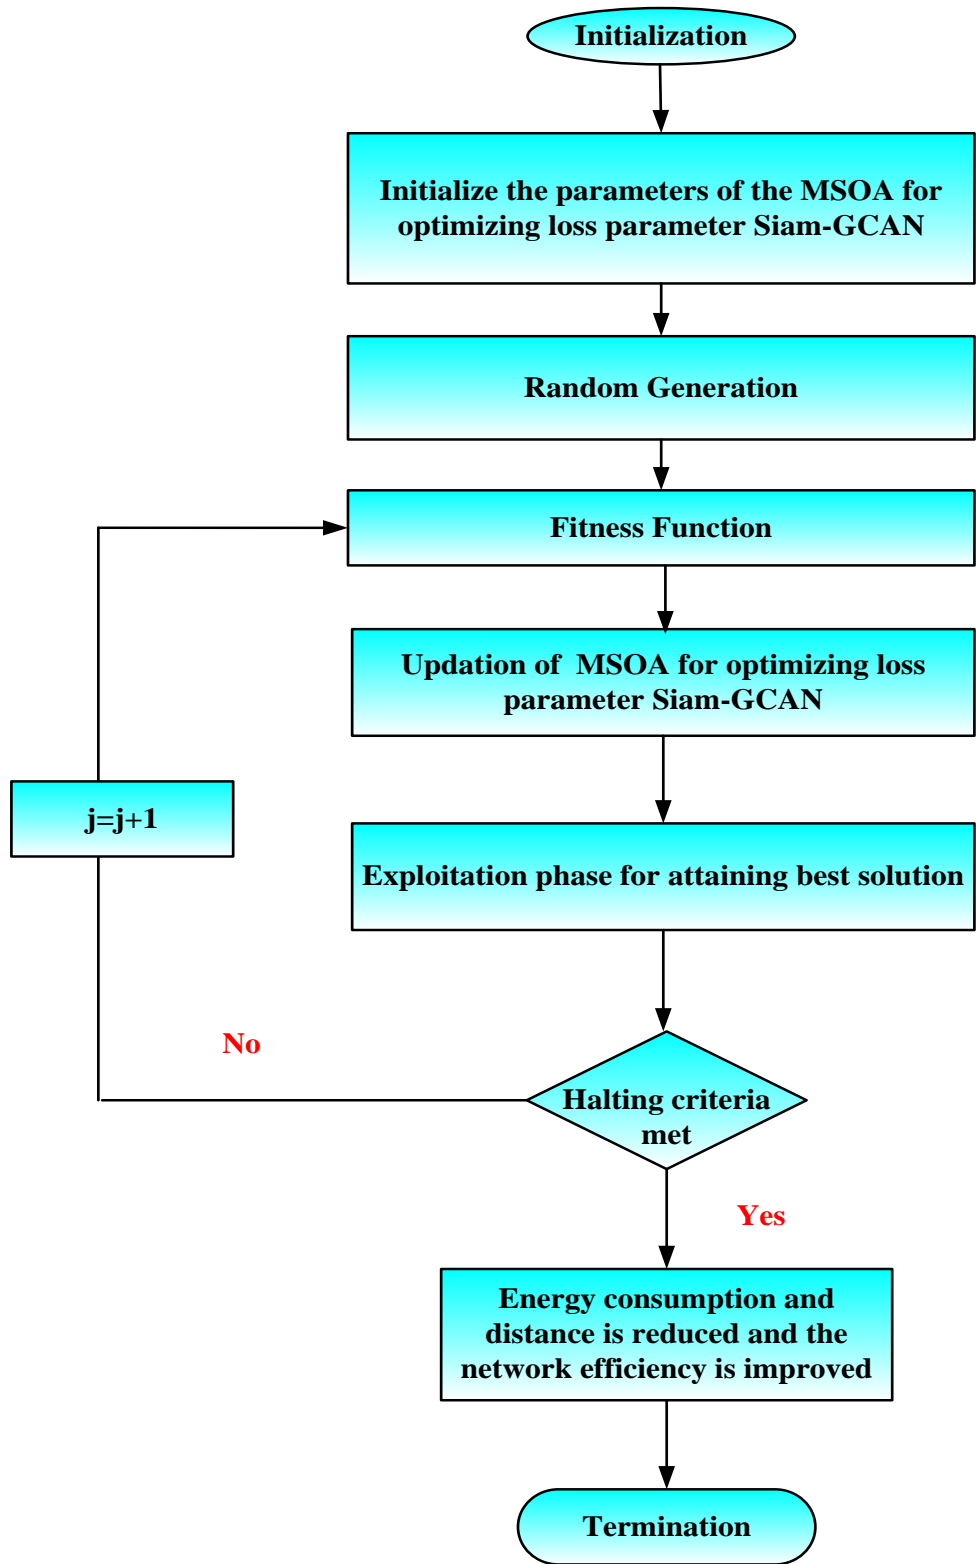 Initialization
Initialize the parameters of the MSOA for
optimizing loss parameter Siam-GCAN
Random Generation
Fitness Function
Updation of  MSOA for optimizing loss
parameter Siam-GCAN
j=j+1
Exploitation phase for attaining best solution
No
Halting criteria
met
Yes
Energy consumption and
distance is reduced and the
network efficiency is improved
Termination